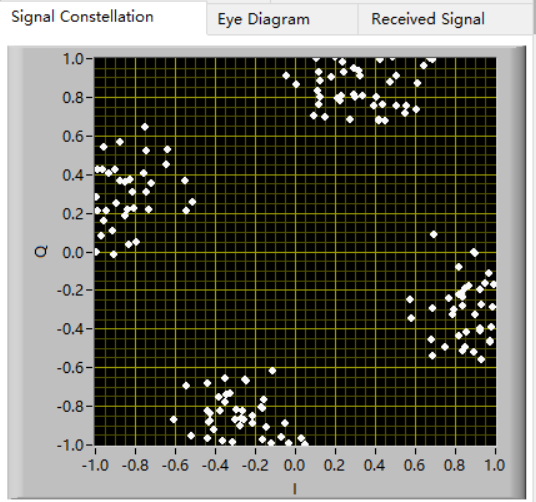 Signal Constellation
Eye Diagram
Received Signal
1.0
0.8
0.6
0.4
0.2
0.0
-0.2
-0.4
-0.6
-0.8
-1.0
Q
-1.0 -0.8 -0.6 -0.4 -0.2 0.0 0.2 0.4 0.6 0.8 1.0
I